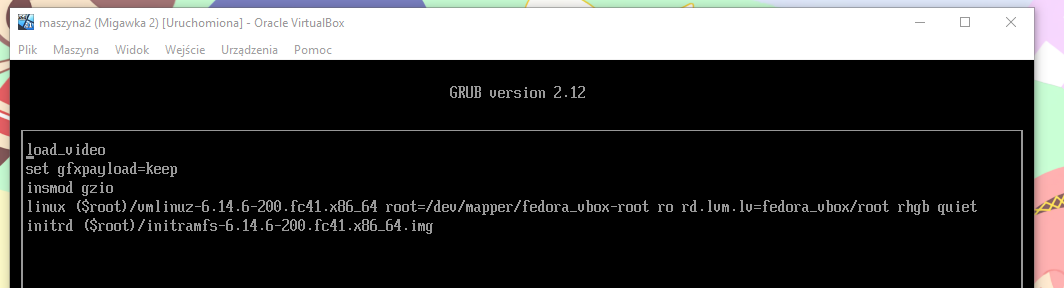 maszyna2 (Migawka 2) [Uruchomiona] - Oracle VirtualBox
Plik Maszyna Widok Wejście Urządzenia Pomoc
GRUB version 2.12
load_video
set gfxpayload=keep
insmod gzio
linux ($root)/vmlinuz-6.14.6-200.fc41.x86_64 root=/dev/mapper/fedora_vbox-root ro rd.lvm.lv=fedora_vbox/root rhgb quiet
initrd ($root)/initramfs-6.14.6-200.fc41.x86_64.img